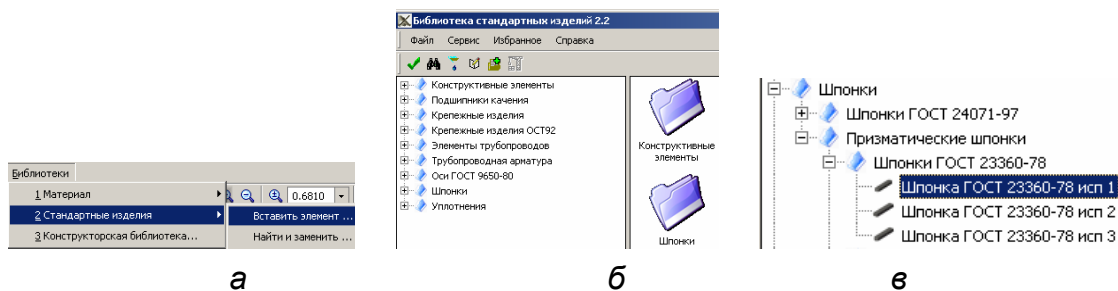 Библиотеки
1 Материал
0.6810
2 Стандартные изделия
Вставить элемент ...
3 Конструкторская библиотека...
Найти и заменить ...
а
Библиотека стандартных изделий 2.2
Файл Сервис Избранное Справка
Конструктивные элементы
Подшипники качения
Крепежные изделия
Крепежные изделия ОСТ92
Элементы трубопроводов
Трубопроводная арматура
Оси ГОСТ 9650-80
Шпонки
Уплотнения
Конструктивные
элементы
Шпонки
б
Шпонки
Шпонки ГОСТ 24071-97
Призматические шпонки
Шпонки ГОСТ 23360-78
Шпонка ГОСТ 23360-78 исп 1
Шпонка ГОСТ 23360-78 исп 2
Шпонка ГОСТ 23360-78 исп 3
в